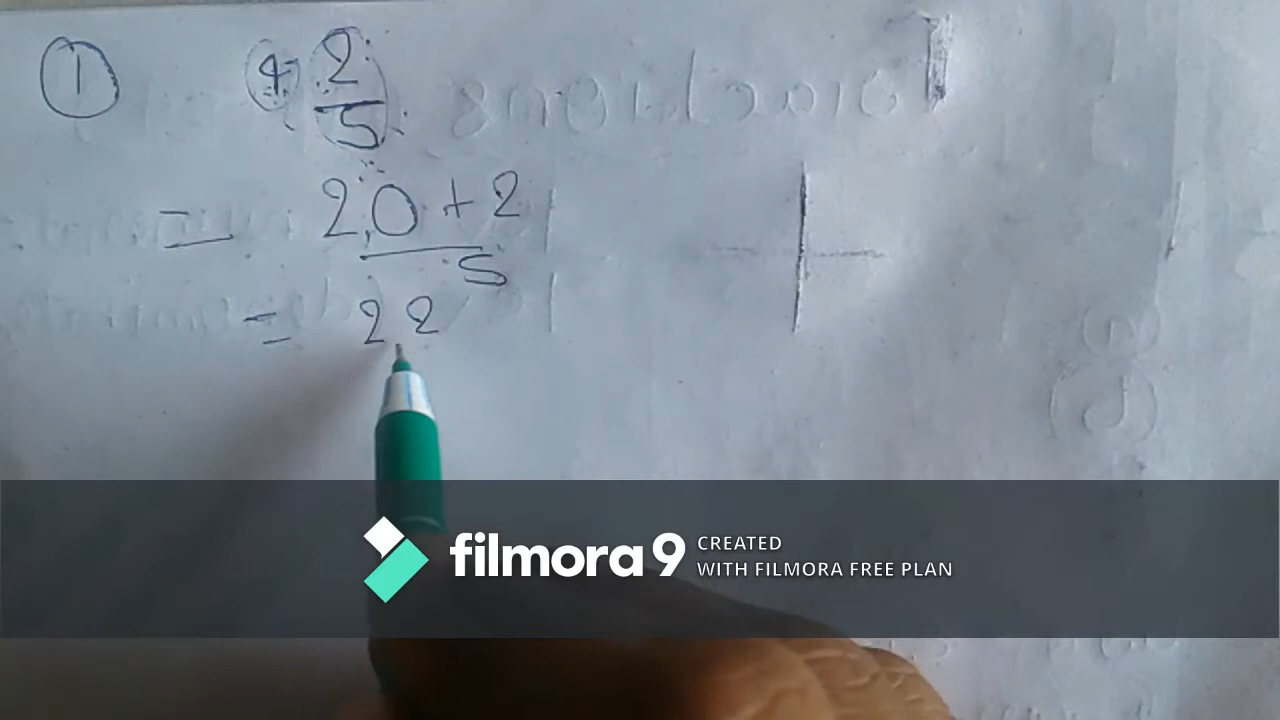 1 4 2/5
= 20 + 2 / 5
= 22
filmora9 CREATED
WITH FILMORA FREE PLAN